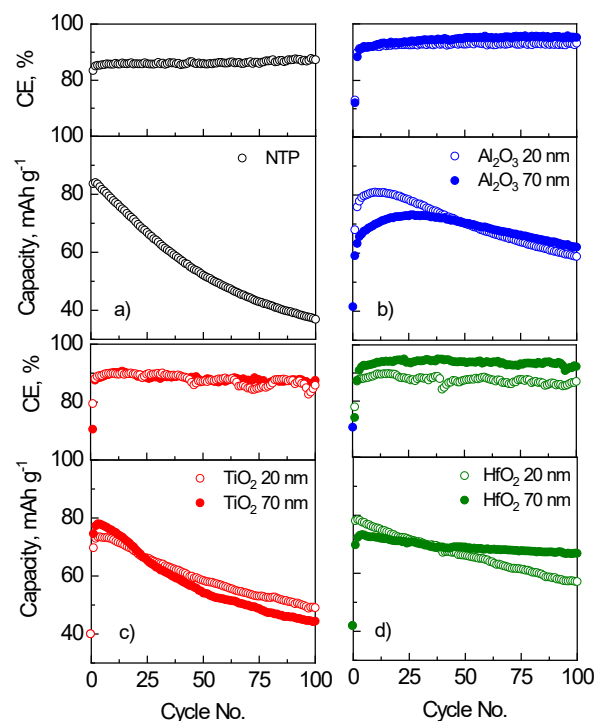 100
80
100
80
60
40
100
80
100
80
60
40
CE, %
Capacity, mAh g⁻¹
CE, %
Capacity, mAh g⁻¹
NTP
a)
Al₂O₃ 20 nm
Al₂O₃ 70 nm
b)
TiO₂ 20 nm
TiO₂ 70 nm
c)
HfO₂ 20 nm
HfO₂ 70 nm
d)
0 25 50 75 100
0 25 50 75 100
Cycle No.
Cycle No.